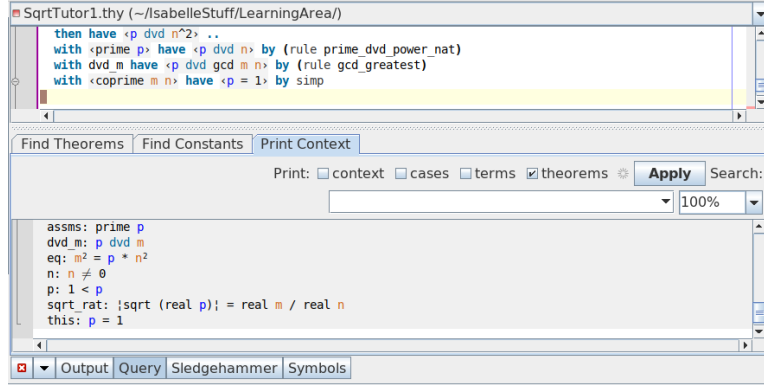 SqrtTutor1.thy (~/IsabelleStuff/LearningArea/)
then have ‹p dvd n^2› ..
with ‹prime p› have ‹p dvd n› by (rule prime_dvd_power_nat)
with dvd_m have ‹p dvd gcd m n› by (rule gcd_greatest)
with ‹coprime m n› have ‹p = 1› by simp
Find Theorems Find Constants Print Context
Print: context cases terms theorems Apply Search:
100%
assms: prime p
dvd_m: p dvd m
eq: m² = p * n²
n: n ≠ 0
p: 1 < p
sqrt_rat: ¦sqrt (real p)¦ = real m / real n
this: p = 1
Output Query Sledgehammer Symbols